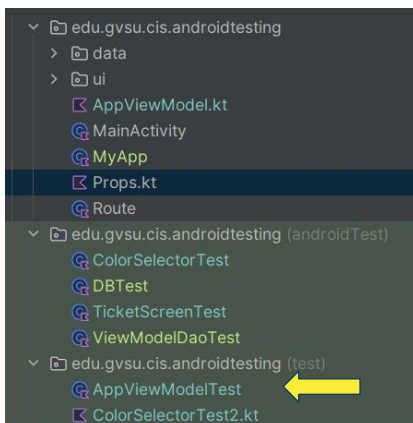 edu.gvsu.cis.androidtesting
data
ui
AppViewModel.kt
MainActivity
MyApp
Props.kt
Route
edu.gvsu.cis.androidtesting (androidTest)
ColorSelectorTest
DBTest
TicketScreenTest
ViewModelDaoTest
edu.gvsu.cis.androidtesting (test)
AppViewModelTest
ColorSelectorTest2.kt